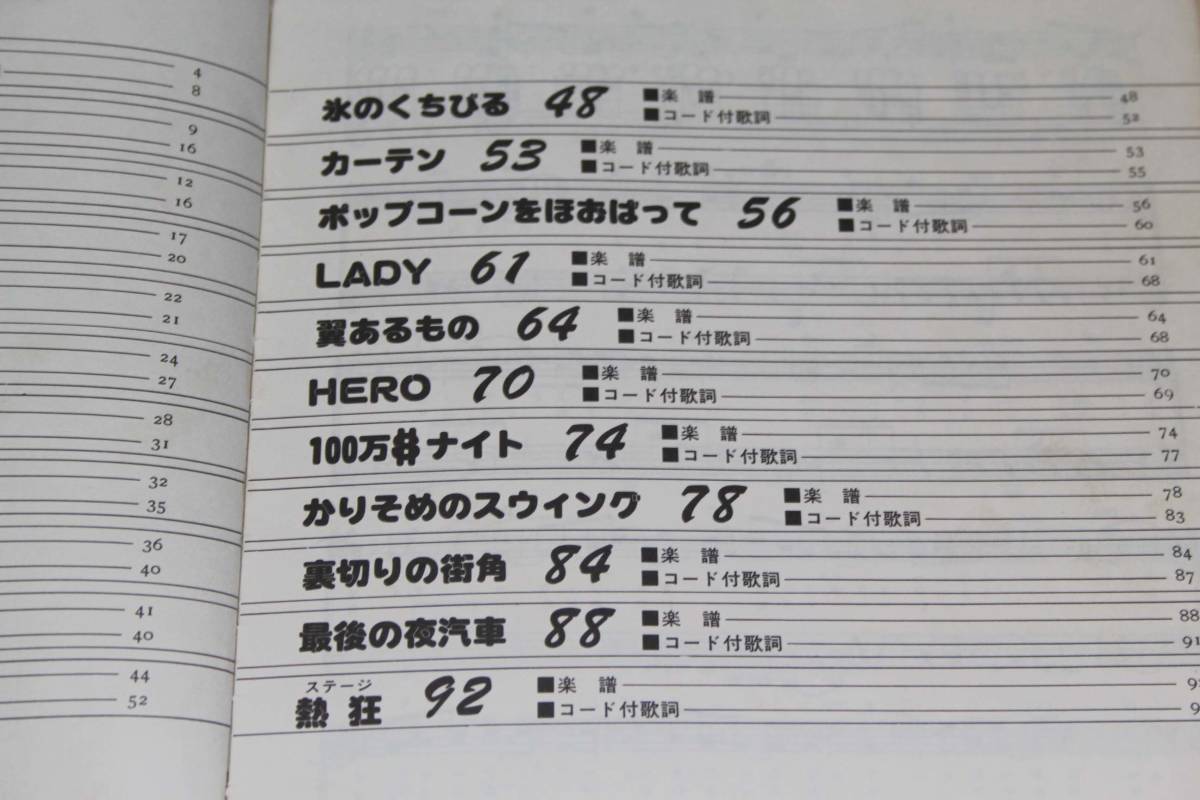 4
8
9
16
12
16
17
20
22
21
24
27
28
31
32
35
36
40
41
40
44
52
氷のくちびる 48 ■楽 譜 48
■コード付歌詞 52
カーテン 53 ■楽 譜 53
■コード付歌詞 55
ポップコーンをほおばって 56 ■楽 譜 56
■コード付歌詞 60
LADY 61 ■楽 譜 61
■コード付歌詞 68
翼あるもの 64 ■楽 譜 64
■コード付歌詞 68
HERO 70 ■楽 譜 70
■コード付歌詞 69
100万$ナイト 74 ■楽 譜 74
■コード付歌詞 77
かりそめのスウィング 78 ■楽 譜 78
■コード付歌詞 83
裏切りの街角 84 ■楽 譜 84
■コード付歌詞 87
最後の夜汽車 88 ■楽 譜 88
■コード付歌詞 91
ステージ
熱狂 92 ■楽 譜 9
■コード付歌詞 9